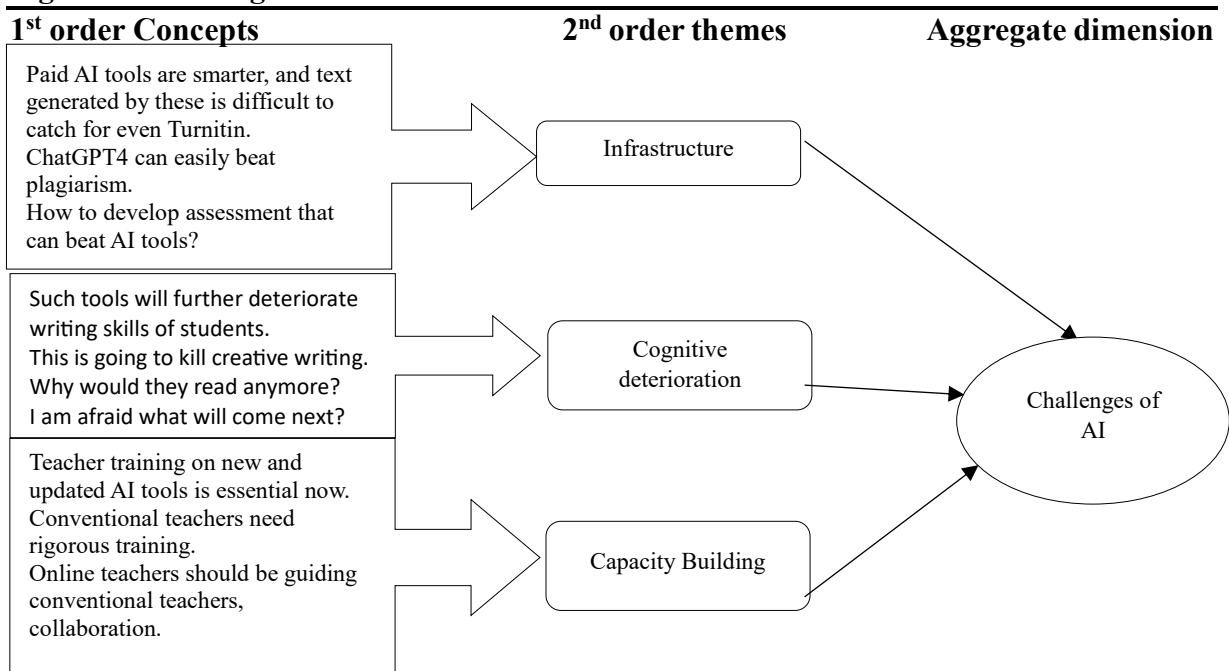 1st order Concepts 2nd order themes Aggregate dimension
Paid AI tools are smarter, and text
generated by these is difficult to
catch for even Turnitin.
ChatGPT4 can easily beat
plagiarism.
How to develop assessment that
can beat AI tools?
Infrastructure
Such tools will further deteriorate
writing skills of students.
This is going to kill creative writing.
Why would they read anymore?
I am afraid what will come next?
Cognitive
deterioration
Challenges of
AI
Teacher training on new and
updated AI tools is essential now.
Conventional teachers need
rigorous training.
Online teachers should be guiding
conventional teachers,
collaboration.
Capacity Building